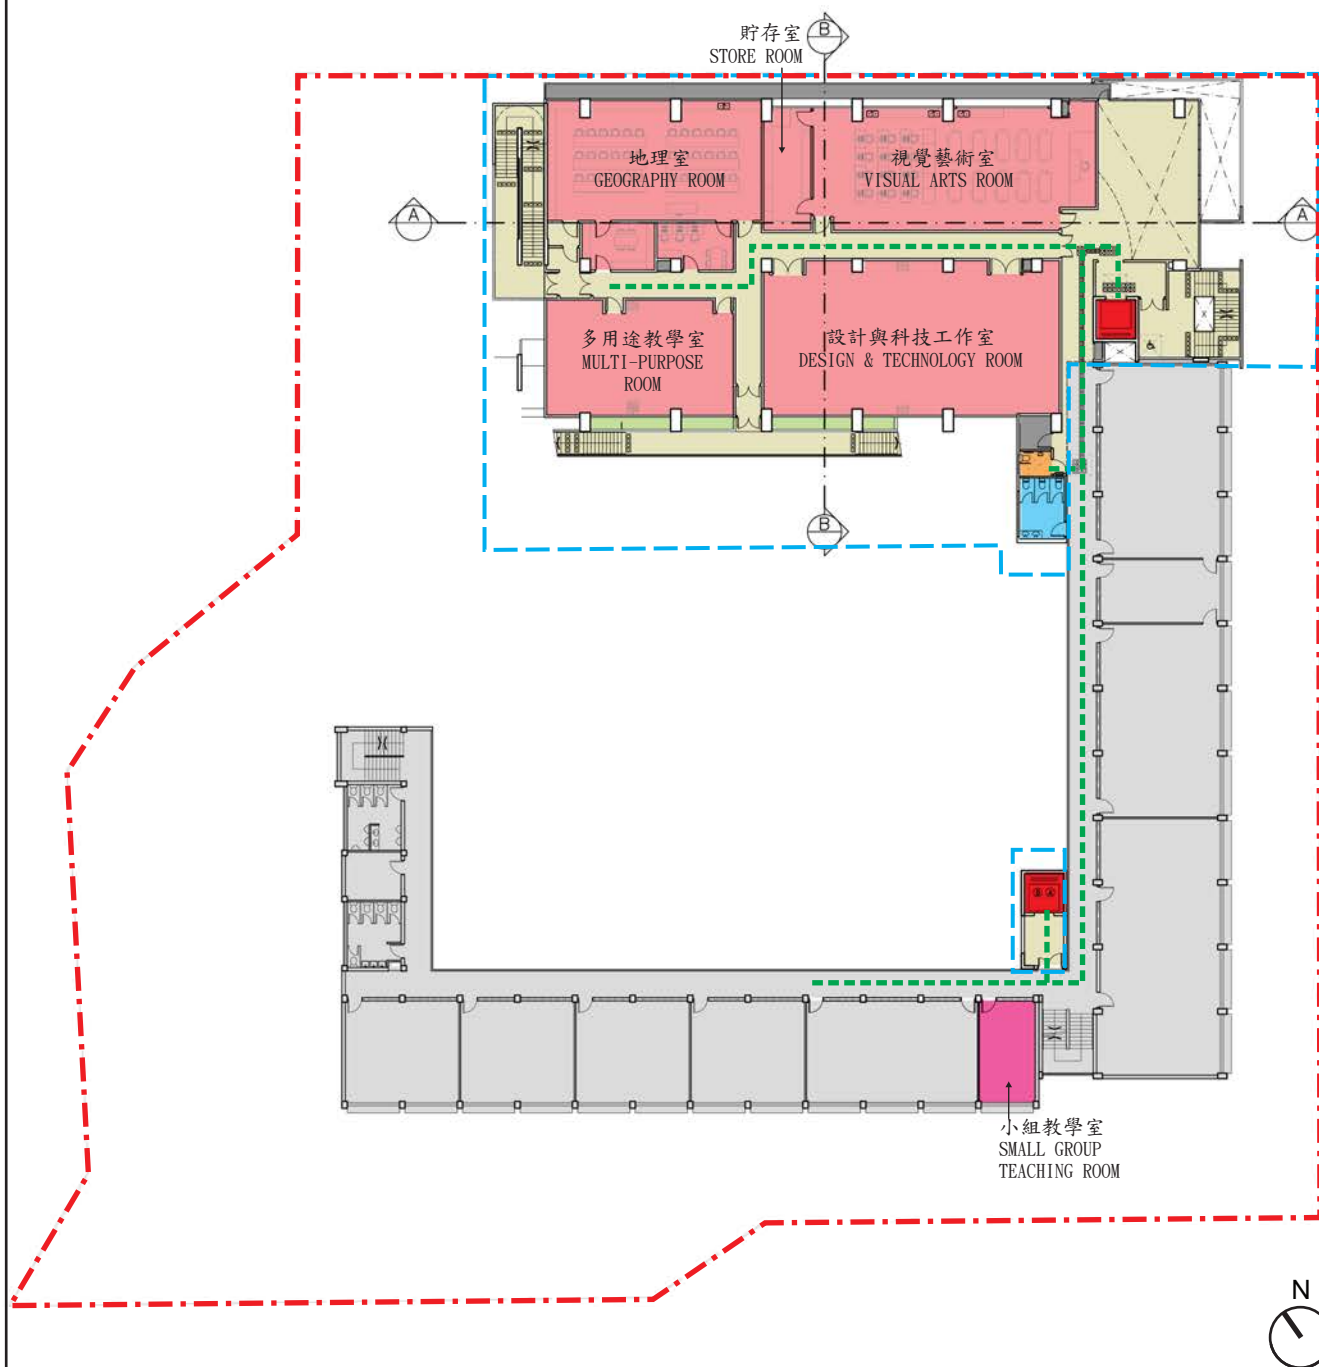 貯存室
STORE ROOM
B
地理室
GEOGRAPHY ROOM
視覺藝術室
VISUAL ARTS ROOM
A
A
多用途教學室
MULTI-PURPOSE
ROOM
設計與科技工作室
DESIGN & TECHNOLOGY ROOM
B
小組教學室
SMALL GROUP
TEACHING ROOM
N